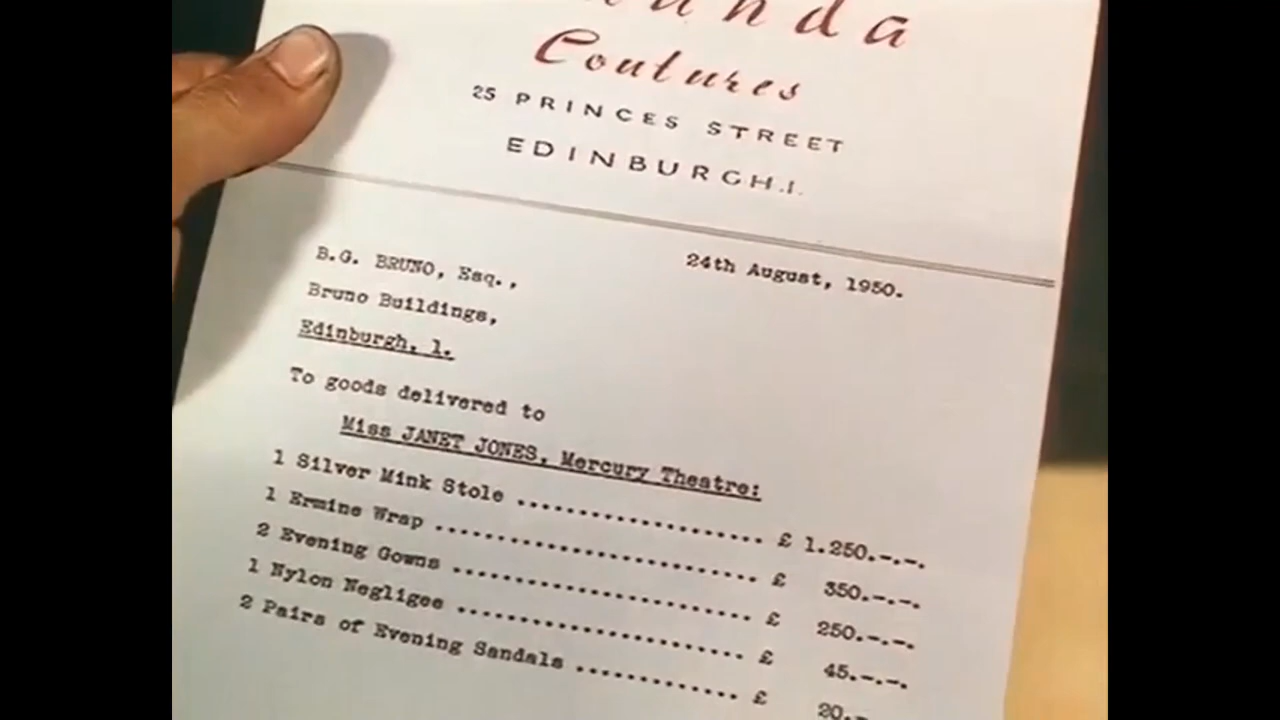 Coutures
25 PRINCES STREET
EDINBURGH.1.
24th August, 1950.
B.G. BRUNO, Esq.,
Bruno Buildings,
Edinburgh, 1.
To goods delivered to
Miss JANET JONES, Mercury Theatre:
1 Silver Mink Stole .................... £ 1.250.-.-.
1 Ermine Wrap .......................... £ 350.-.-.
2 Evening Gowns ........................ £ 250.-.-.
1 Nylon Negligee ....................... £ 45.-.-.
2 Pairs of Evening Sandals ............. £ 20.-